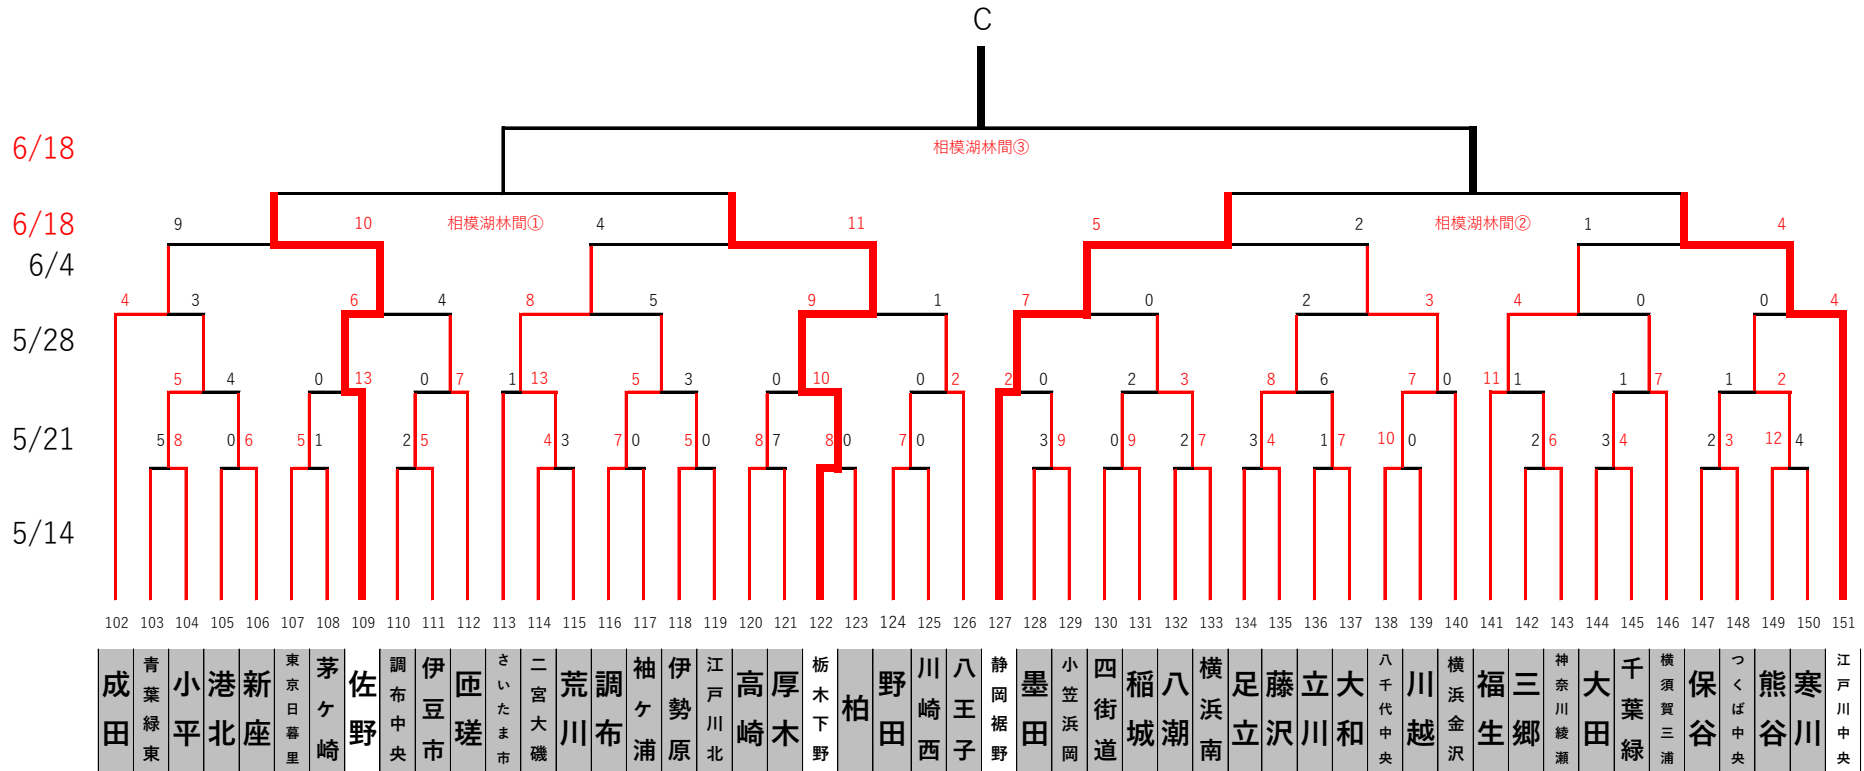 C
6/18
相模湖林間③
6/18
9 10 相模湖林間① 4 11 5 2 相模湖林間② 1 4
6/4
4 3 6 4 8 5 9 1 7 0 2 3 4 0 0 4
5/28
5 4 0 13 0 7 1 13 5 3 0 10 0 2 2 0 2 3 8 6 7 0 11 1 1 7 1 2
5/21
5 8 0 6 5 1 2 5 4 3 7 0 5 0 8 7 8 0 7 0 3 9 0 9 2 7 3 4 1 7 10 0 2 6 3 4 2 3 12 4
5/14
102 103 104 105 106 107 108 109 110 111 112 113 114 115 116 117 118 119 120 121 122 123 124 125 126 127 128 129 130 131 132 133 134 135 136 137 138 139 140 141 142 143 144 145 146 147 148 149 150 151
成田
青葉緑東
小平
港北
新座
東京日暮里
茅ケ崎
佐野
調布中央
伊豆市
匝瑳
さいたま市
二宮大磯
荒川
調布
袖ケ浦
伊勢原
江戸川北
高崎
厚木
栃木下野
柏
野田
川崎西
八王子
静岡裾野
墨田
小笠浜岡
四街道
稲城
八潮
横浜南
足立
藤沢
立川
大和
八千代中央
川越
横浜金沢
福生
三郷
神奈川綾瀬
大田
千葉緑
横須賀三浦
保谷
つくば中央
熊谷
寒川
江戸川中央